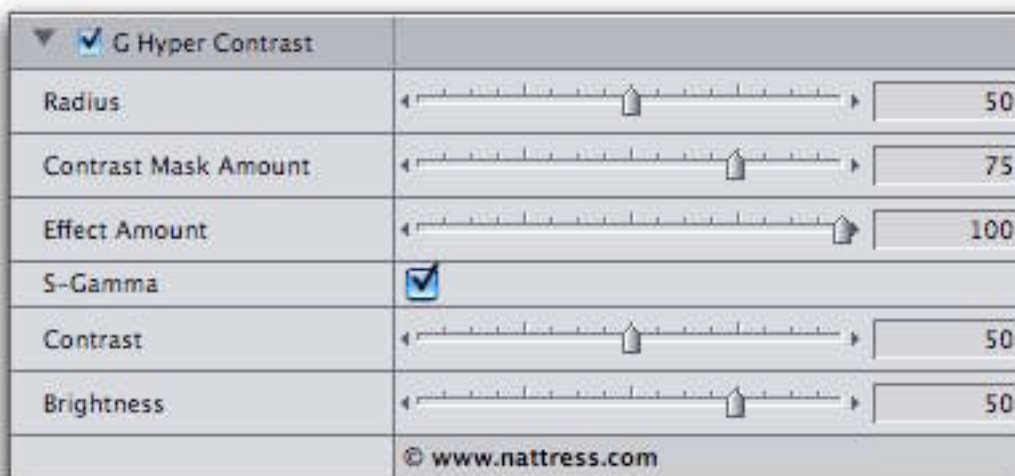 G Hyper Contrast
Radius 50
Contrast Mask Amount 75
Effect Amount 100
S-Gamma
Contrast 50
Brightness 50
© www.nattress.com